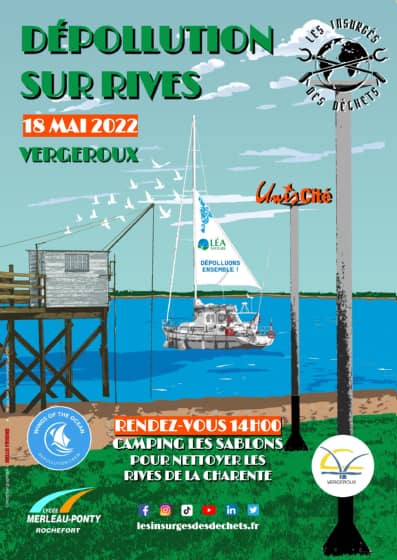 DÉPOLLUTION
SUR RIVES
18 MAI 2022
VERGEROUX
LES INSURGÉS
DES DÉCHETS
Unis Cité
LÉA
NATURE
DÉPOLLUONS
ENSEMBLE !
WINGS OF THE OCEAN
RENDEZ-VOUS 14H00
CAMPING LES SABLONS
POUR NETTOYER LES
RIVES DE LA CHARENTE
VERGEROUX
LYCÉE
MERLEAU-PONTY
ROCHEFORT
lesinsurgesdesdechets.fr